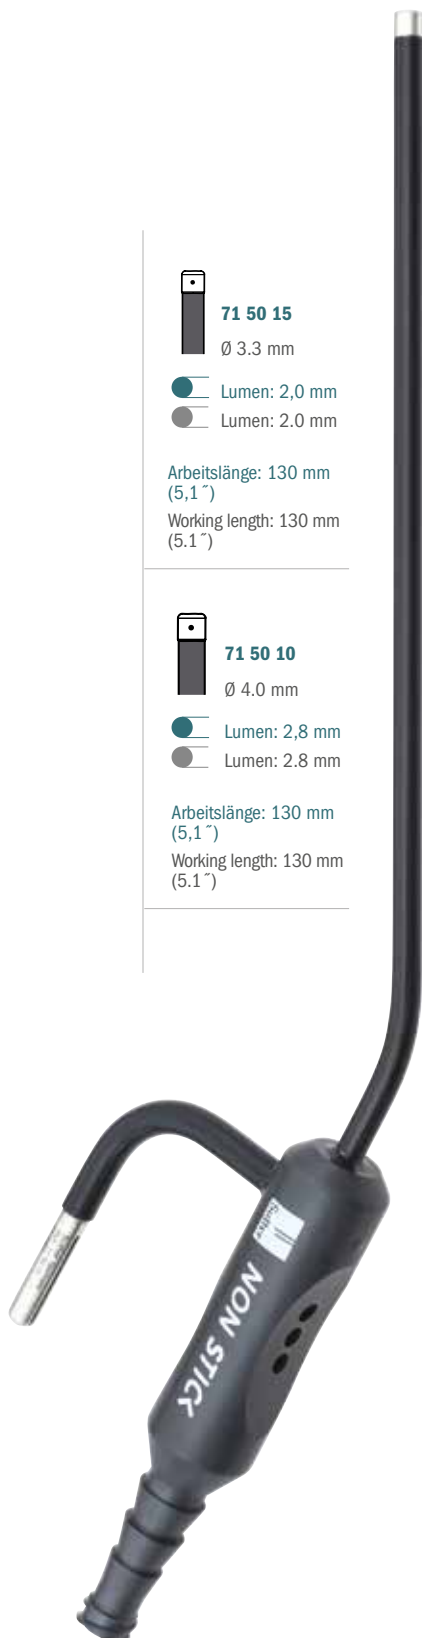 71 50 15
Ø 3.3 mm
Lumen: 2,0 mm
Lumen: 2.0 mm
Arbeitslänge: 130 mm
(5,1˝)
Working length: 130 mm
(5.1˝)
71 50 10
Ø 4.0 mm
Lumen: 2,8 mm
Lumen: 2.8 mm
Arbeitslänge: 130 mm
(5,1˝)
Working length: 130 mm
(5.1˝)
Sutter
NON STICK